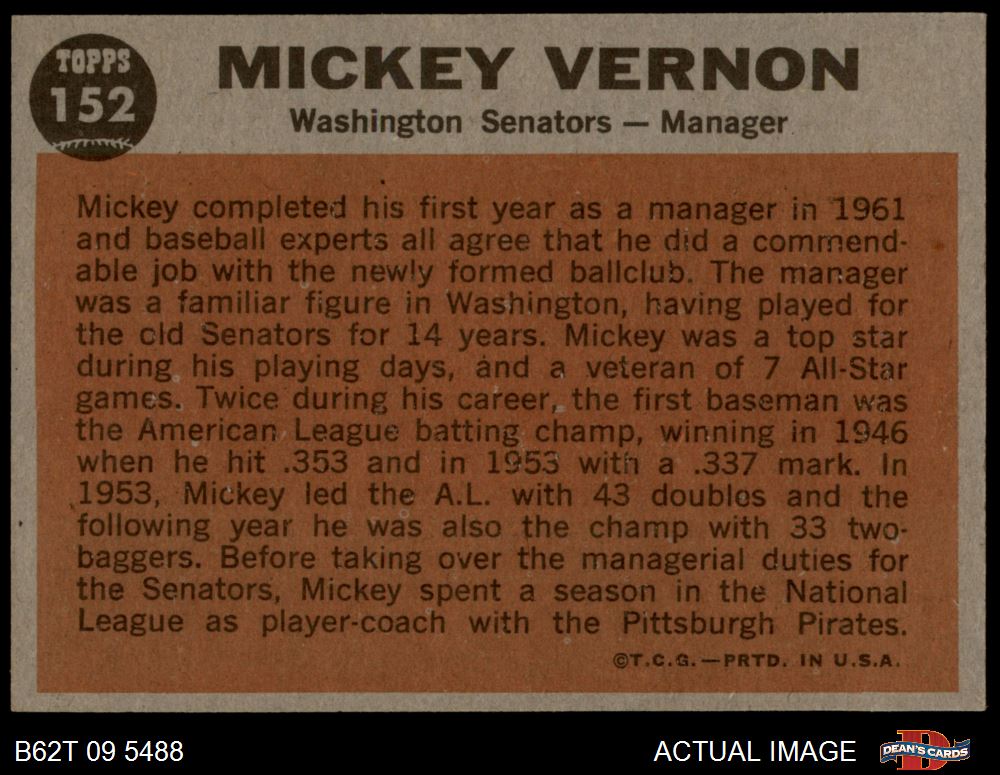 TOPPS
152
MICKEY VERNON
Washington Senators — Manager
Mickey completed his first year as a manager in 1961
and baseball experts all agree that he did a commend-
able job with the newly formed ballclub. The manager
was a familiar figure in Washington, having played for
the old Senators for 14 years. Mickey was a top star
during his playing days, and a veteran of 7 All-Star
games. Twice during his career, the first baseman was
the American League batting champ, winning in 1946
when he hit .353 and in 1953 with a .337 mark. In
1953, Mickey led the A.L. with 43 doubles and the
following year he was also the champ with 33 two-
baggers. Before taking over the managerial duties for
the Senators, Mickey spent a season in the National
League as player-coach with the Pittsburgh Pirates.
©T.C.G.—PRTD. IN U.S.A.
B62T 09 5488
ACTUAL IMAGE
D
DEAN'S CARDS